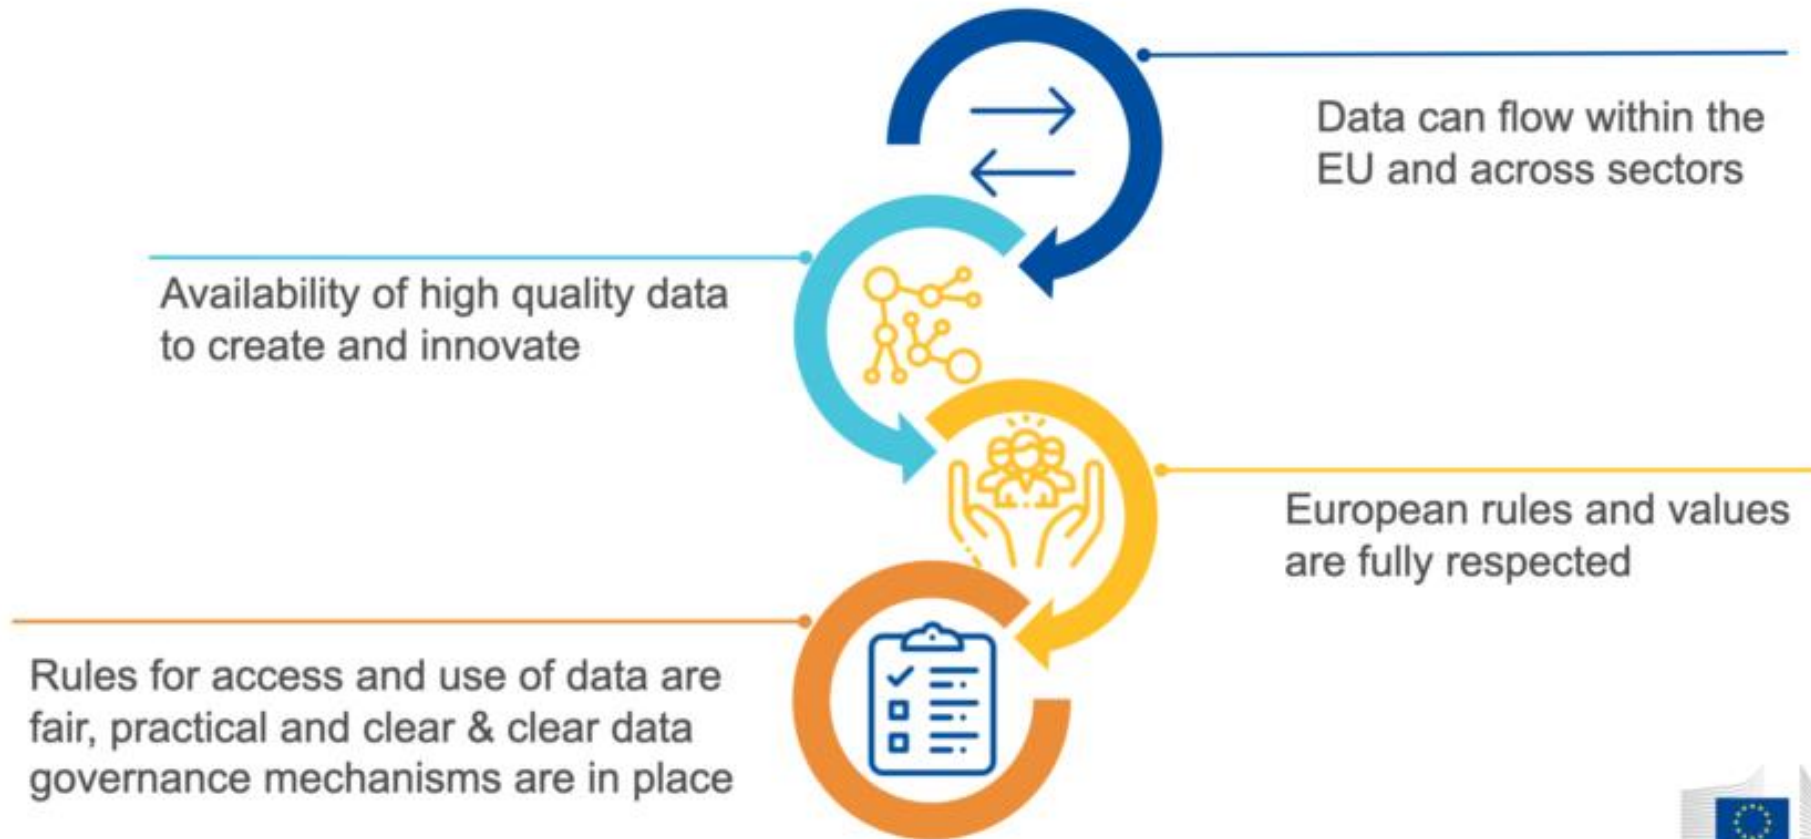 Data can flow within the
EU and across sectors
Availability of high quality data
to create and innovate
European rules and values
are fully respected
Rules for access and use of data are
fair, practical and clear & clear data
governance mechanisms are in place